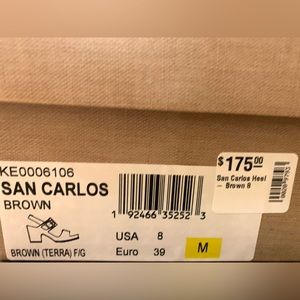 KE0006106
SAN CARLOS
BROWN
BROWN (TERRA) F/G
1 92466 35252 3
USA 8
Euro 39
M
$175.00
San Carlos Heel
— Brown 8